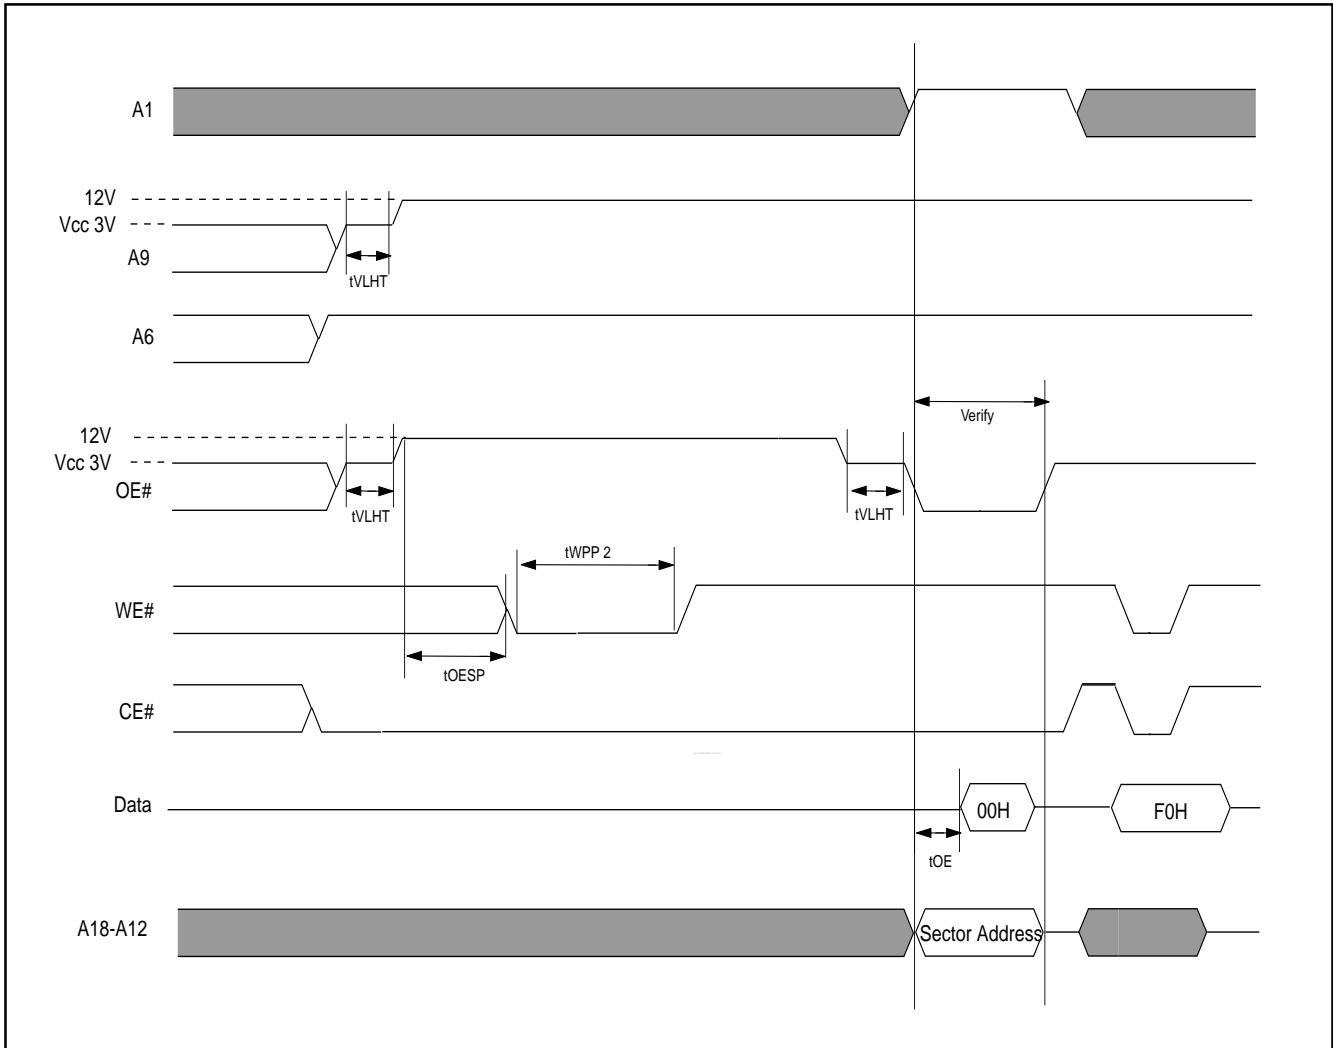 A1
12V
Vcc 3V
A9
tVLHT
A6
Verify
12V
Vcc 3V
OE#
tVLHT
tVLHT
tWPP 2
WE#
tOESP
CE#
Data
00H
F0H
tOE
A18-A12
Sector Address